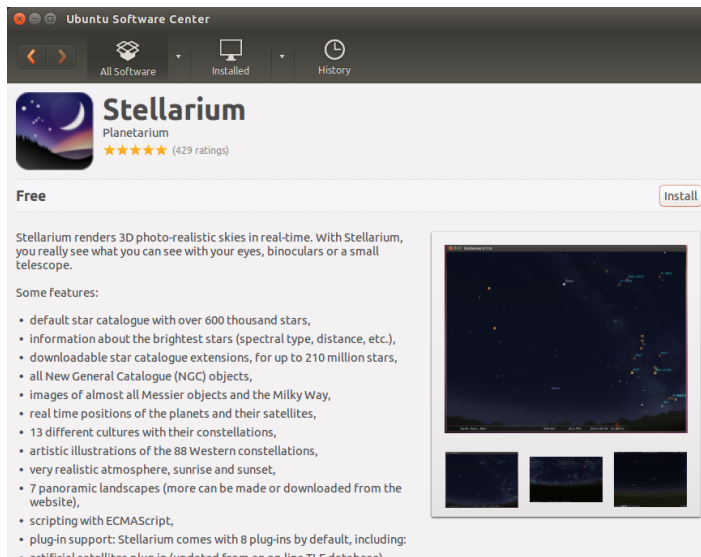 Ubuntu Software Center
All Software
Installed
History
Stellarium
Planetarium
(429 ratings)
Free
Install
Stellarium renders 3D photo-realistic skies in real-time. With Stellarium,
you really see what you can see with your eyes, binoculars or a small
telescope.
Some features:
• default star catalogue with over 600 thousand stars,
• information about the brightest stars (spectral type, distance, etc.),
• downloadable star catalogue extensions, for up to 210 million stars,
• all New General Catalogue (NGC) objects,
• images of almost all Messier objects and the Milky Way,
• real time positions of the planets and their satellites,
• 13 different cultures with their constellations,
• artistic illustrations of the 88 Western constellations,
• very realistic atmosphere, sunrise and sunset,
• 7 panoramic landscapes (more can be made or downloaded from the
website),
• scripting with ECMAScript,
• plug-in support: Stellarium comes with 8 plug-ins by default, including: